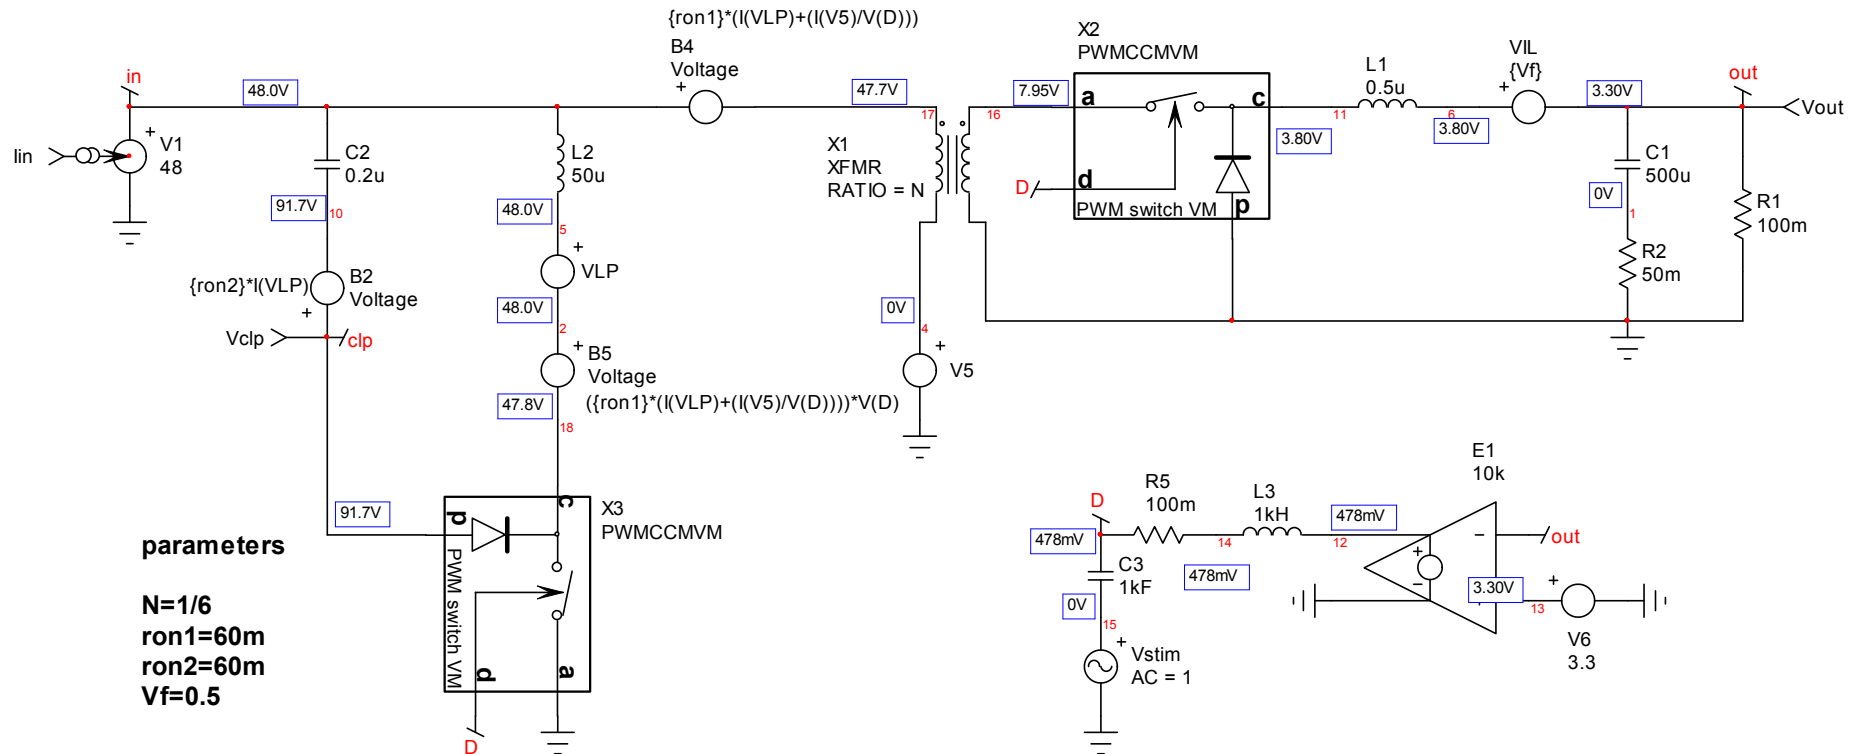 {ron1}*(I(VLP)+(I(V5)/V(D)))
B4
Voltage
+
X2
PWMCCMVM
in
48.0V
47.7V
17
16
7.95V
a
c
d
p
PWM switch VM
D
11
3.80V
L1
0.5u
6
3.80V
VIL
{Vf}
+
3.30V
out
Vout
Iin
+
V1
48
C2
0.2u
L2
50u
X1
XFMR
RATIO = N
C1
500u
0V
1
R1
100m
R2
50m
91.7V
10
48.0V
5
+
VLP
{ron2}*I(VLP)
B2
Voltage
+
48.0V
2
0V
4
Vclp
clp
+
B5
Voltage
({ron1}*(I(VLP)+(I(V5)/V(D))))*V(D)
+
V5
47.8V
18
91.7V
p
c
X3
PWMCCMVM
PWM switch VM
d
a
D
parameters
N=1/6
ron1=60m
ron2=60m
Vf=0.5
D
478mV
R5
100m
14
478mV
L3
1kH
478mV
12
E1
10k
+
−
−
out
3.30V
13
+
V6
3.3
C3
1kF
0V
15
+
Vstim
AC = 1